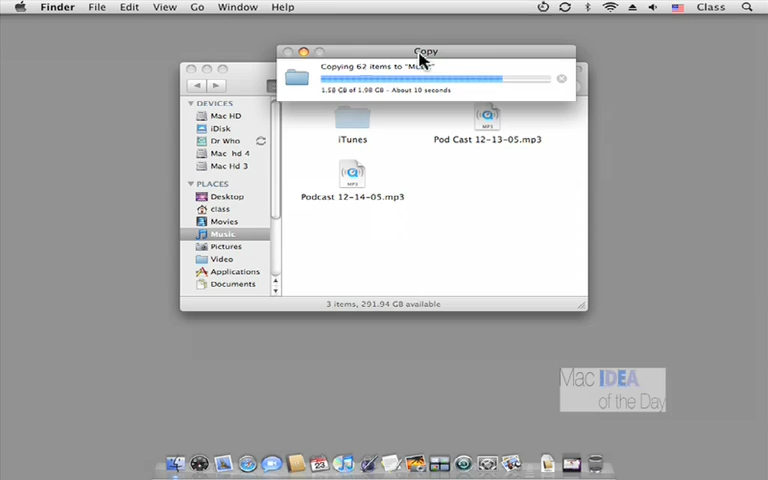 Finder File Edit View Go Window Help Class
Copy
Copying 62 items to "Music"
1.58 GB of 1.98 GB - About 10 seconds
DEVICES
Mac HD
iDisk
Dr Who
Mac hd 4
Mac Hd 3
PLACES
Desktop
class
Movies
Music
Pictures
Video
Applications
Documents
iTunes
Pod Cast 12-13-05.mp3
MP3
MP3
Podcast 12-14-05.mp3
3 items, 291.94 GB available
Mac IDEA
of the Day
23